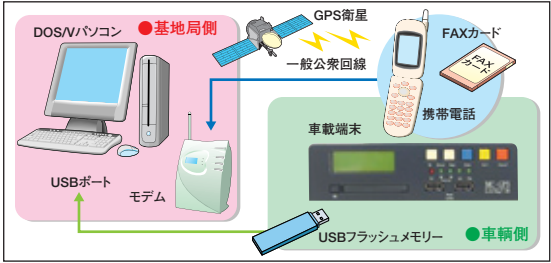 DOS/Vパソコン
●基地局側
GPS衛星
FAXカード
FAX
カード
一般公衆回線
携帯電話
車載端末
USBポート
モデム
USBフラッシュメモリー
●車輌側